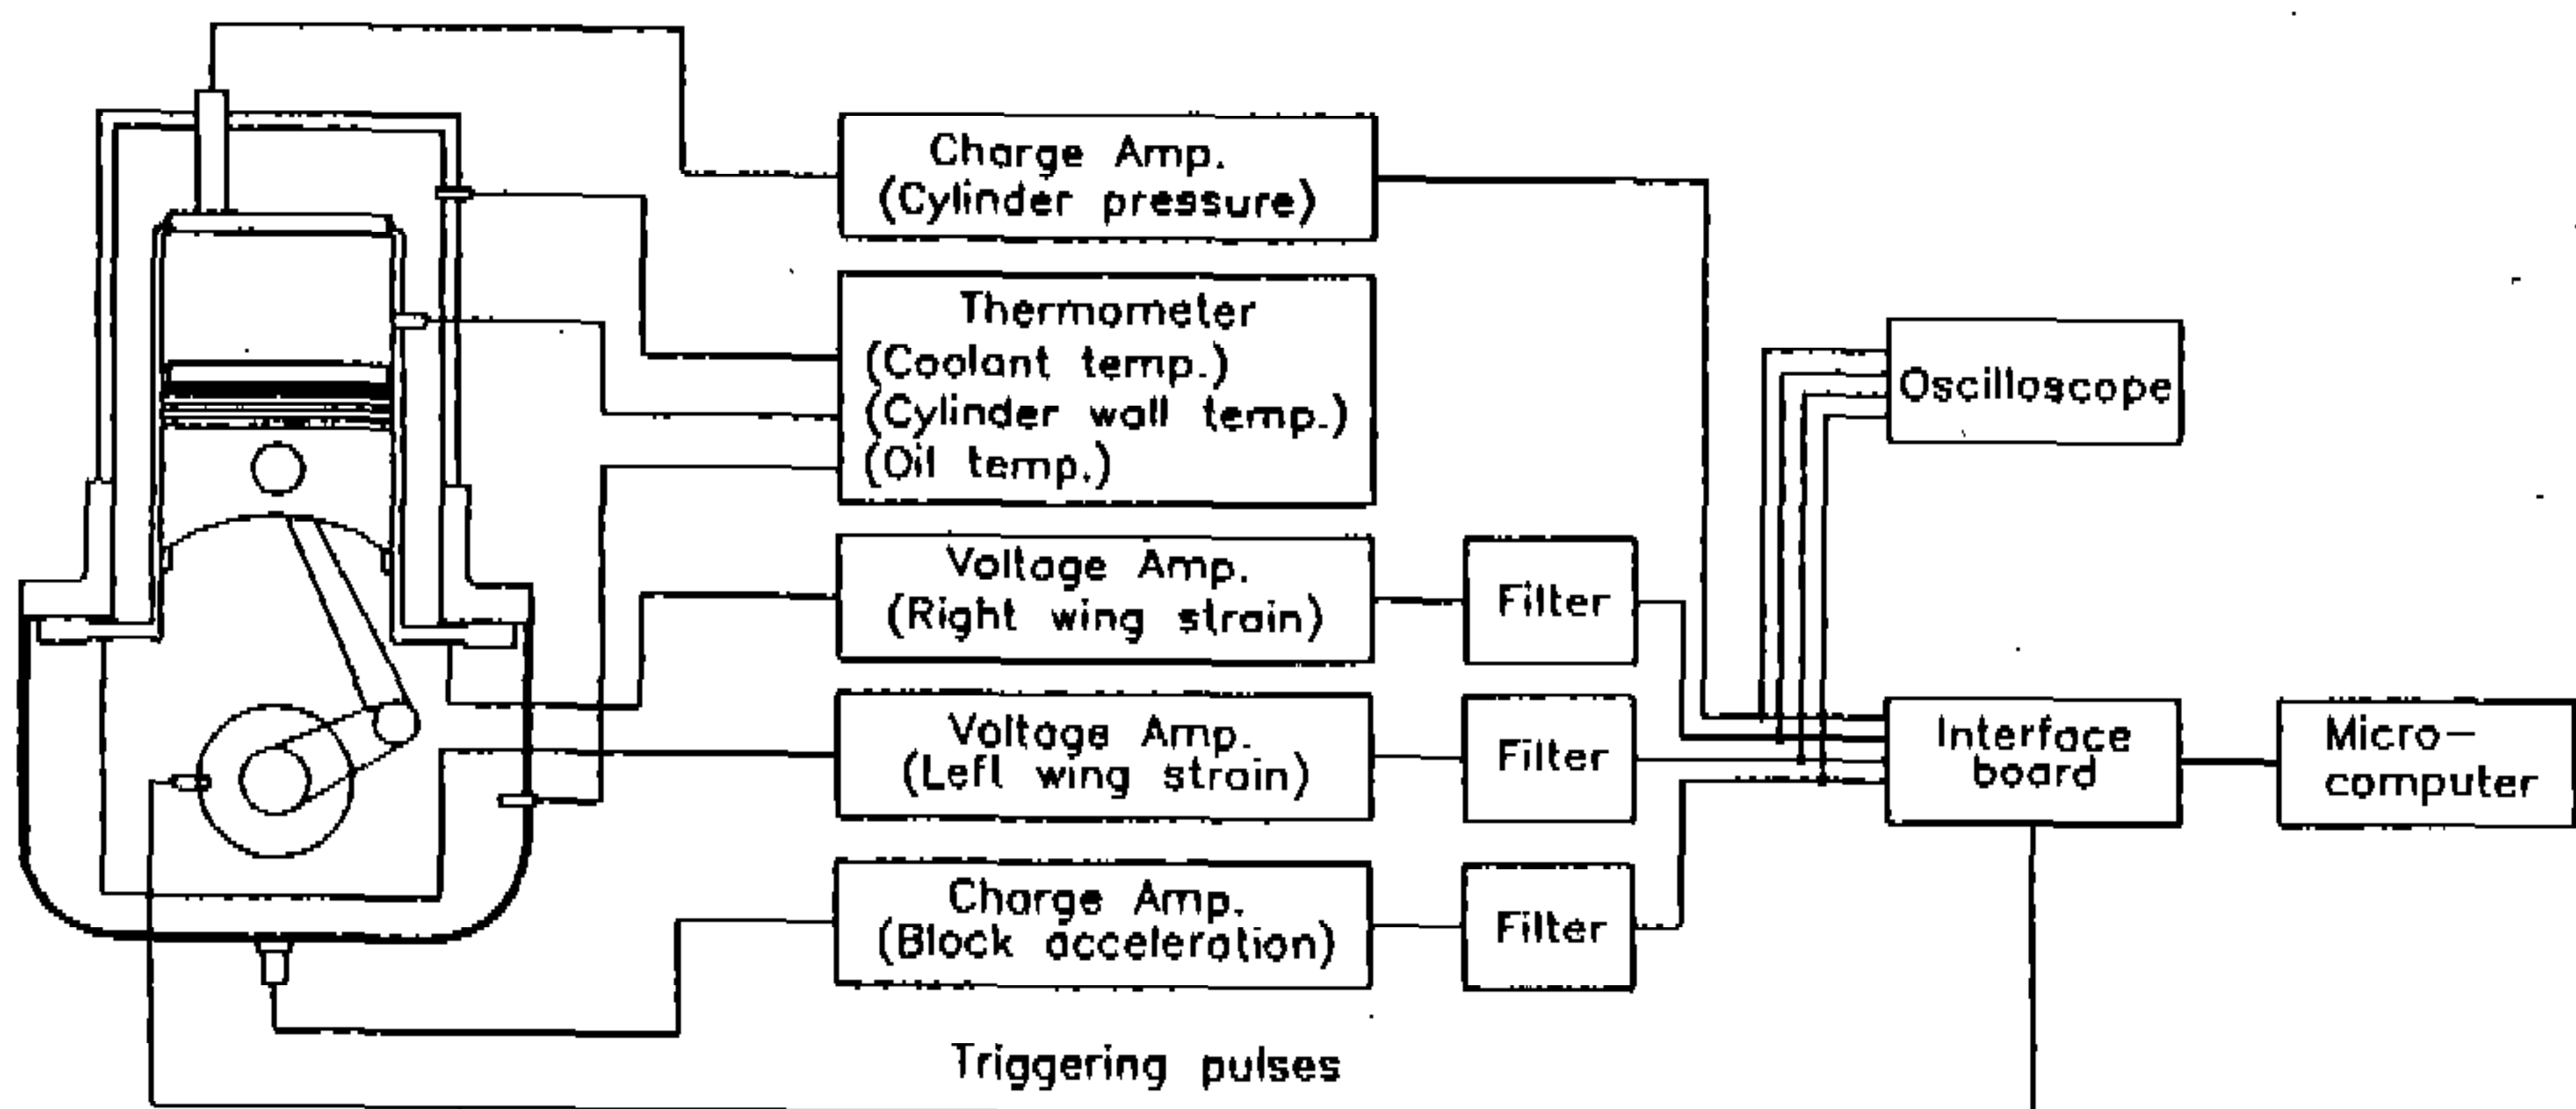 Charge Amp.
(Cylinder pressure)
Thermometer
(Coolant temp.)
(Cylinder wall temp.)
(Oil temp.)
Voltage Amp.
(Right wing strain)
Filter
Voltage Amp.
(Left wing strain)
Filter
Charge Amp.
(Block acceleration)
Filter
Oscilloscope
Interface
board
Micro-
computer
Triggering pulses